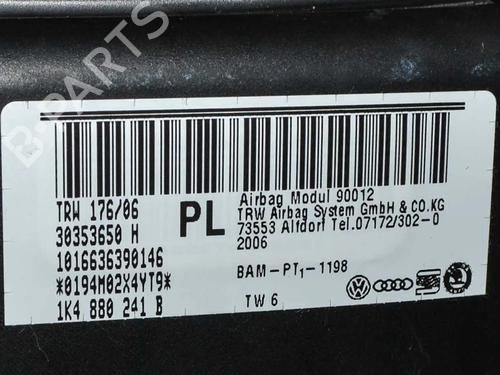 B-PARTS
TRW 176/06
30353650 H
1016636390146
*0194M02X4YT9*
1K4 880 241 B
PL
Airbag Modul 90012
TRW Airbag System GmbH & CO.KG
73553 Alfdorf Tel.07172/302-0
2006
BAM-PT1-1198
TW 6